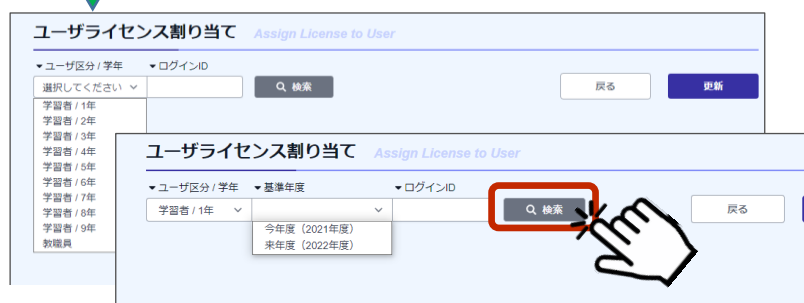 ユーザライセンス割り当て Assign License to User
▾ユーザ区分 / 学年 ▾ログインID
選択してください 検索 戻る 更新
学習者 / 1年
学習者 / 2年
学習者 / 3年
学習者 / 4年
学習者 / 5年
学習者 / 6年
学習者 / 7年
学習者 / 8年
学習者 / 9年
教職員
ユーザライセンス割り当て Assign License to User
▾ユーザ区分 / 学年 ▾基準年度 ▾ログインID
学習者 / 1年 検索 戻る
今年度（2021年度）
来年度（2022年度）